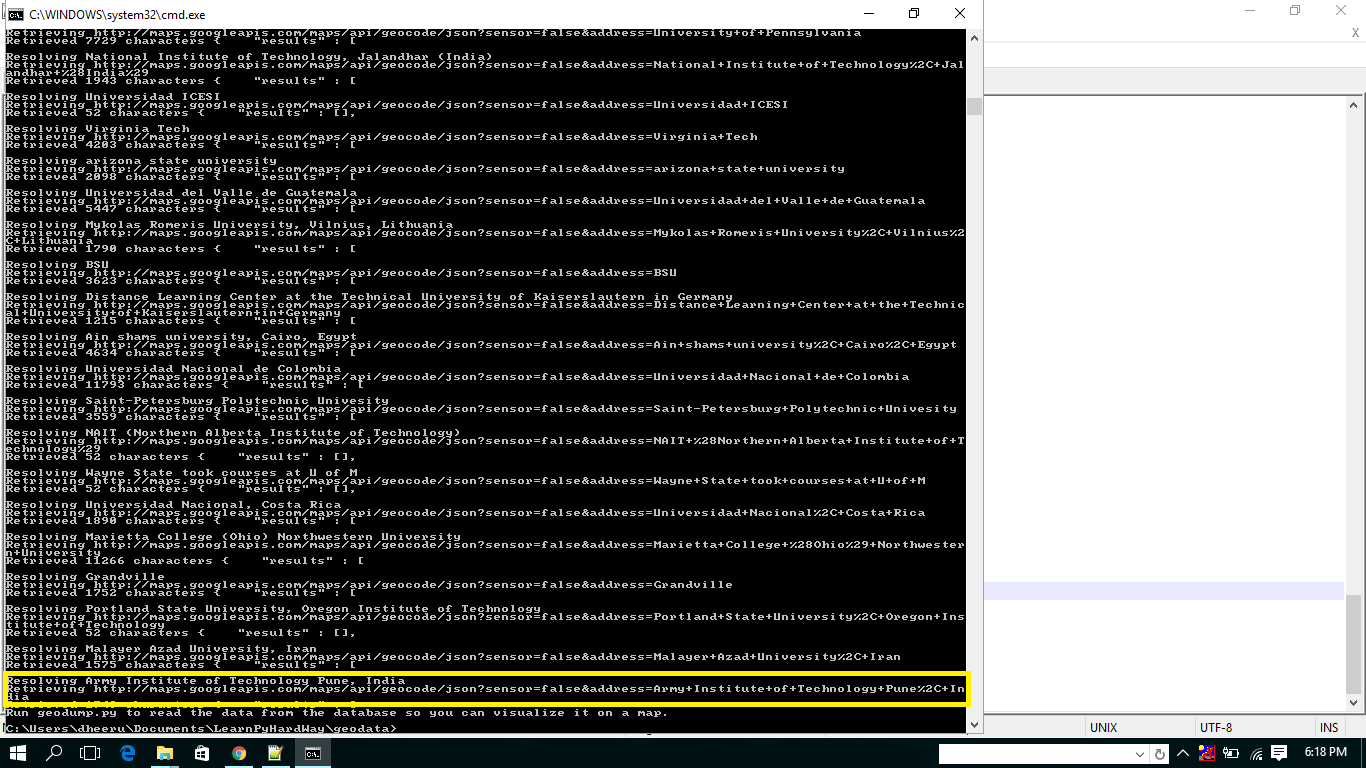 C:\WINDOWS\system32\cmd.exe
X
Retrieving http://maps.googleapis.com/maps/api/geocode/json?sensor=false&address=University+of+Pennsylvania
Retrieved 7729 characters {    "results" : [
Resolving National Institute of Technology, Jalandhar (India)
Retrieving http://maps.googleapis.com/maps/api/geocode/json?sensor=false&address=National+Institute+of+Technology%2C+Jal
andhar+%28India%29
Retrieved 1943 characters {    "results" : [
Resolving Universidad ICESI
Retrieving http://maps.googleapis.com/maps/api/geocode/json?sensor=false&address=Universidad+ICESI
Retrieved 52 characters {    "results" : [],
Resolving Virginia Tech
Retrieving http://maps.googleapis.com/maps/api/geocode/json?sensor=false&address=Virginia+Tech
Retrieved 4203 characters {    "results" : [
Resolving arizona state university
Retrieving http://maps.googleapis.com/maps/api/geocode/json?sensor=false&address=arizona+state+university
Retrieved 2098 characters {    "results" : [
Resolving Universidad del Valle de Guatemala
Retrieving http://maps.googleapis.com/maps/api/geocode/json?sensor=false&address=Universidad+del+Valle+de+Guatemala
Retrieved 5447 characters {    "results" : [
Resolving Mykolas Romeris University, Vilnius, Lithuania
Retrieving http://maps.googleapis.com/maps/api/geocode/json?sensor=false&address=Mykolas+Romeris+University%2C+Vilnius%2
C+Lithuania
Retrieved 1790 characters {    "results" : [
Resolving BSU
Retrieving http://maps.googleapis.com/maps/api/geocode/json?sensor=false&address=BSU
Retrieved 3623 characters {    "results" : [
Resolving Distance Learning Center at the Technical University of Kaiserslautern in Germany
Retrieving http://maps.googleapis.com/maps/api/geocode/json?sensor=false&address=Distance+Learning+Center+at+the+Technic
al+University+of+Kaiserslautern+in+Germany
Retrieved 1215 characters {    "results" : [
Resolving Ain shams university, Cairo, Egypt
Retrieving http://maps.googleapis.com/maps/api/geocode/json?sensor=false&address=Ain+shams+university%2C+Cairo%2C+Egypt
Retrieved 4634 characters {    "results" : [
Resolving Universidad Nacional de Colombia
Retrieving http://maps.googleapis.com/maps/api/geocode/json?sensor=false&address=Universidad+Nacional+de+Colombia
Retrieved 11793 characters {    "results" : [
Resolving Saint-Petersburg Polytechnic Univesity
Retrieving http://maps.googleapis.com/maps/api/geocode/json?sensor=false&address=Saint-Petersburg+Polytechnic+Univesity
Retrieved 3559 characters {    "results" : [
Resolving NAIT (Northern Alberta Institute of Technology)
Retrieving http://maps.googleapis.com/maps/api/geocode/json?sensor=false&address=NAIT+%28Northern+Alberta+Institute+of+T
echnology%29
Retrieved 52 characters {    "results" : [],
Resolving Wayne State took courses at U of M
Retrieving http://maps.googleapis.com/maps/api/geocode/json?sensor=false&address=Wayne+State+took+courses+at+U+of+M
Retrieved 52 characters {    "results" : [],
Resolving Universidad Nacional, Costa Rica
Retrieving http://maps.googleapis.com/maps/api/geocode/json?sensor=false&address=Universidad+Nacional%2C+Costa+Rica
Retrieved 1890 characters {    "results" : [
Resolving Marietta College (Ohio) Northwestern University
Retrieving http://maps.googleapis.com/maps/api/geocode/json?sensor=false&address=Marietta+College+%28Ohio%29+Northwester
n+University
Retrieved 11266 characters {    "results" : [
Resolving Grandville
Retrieving http://maps.googleapis.com/maps/api/geocode/json?sensor=false&address=Grandville
Retrieved 1752 characters {    "results" : [
Resolving Portland State University, Oregon Institute of Technology
Retrieving http://maps.googleapis.com/maps/api/geocode/json?sensor=false&address=Portland+State+University%2C+Oregon+Ins
titute+of+Technology
Retrieved 52 characters {    "results" : [],
Resolving Malayer Azad University, Iran
Retrieving http://maps.googleapis.com/maps/api/geocode/json?sensor=false&address=Malayer+Azad+University%2C+Iran
Retrieved 1575 characters {    "results" : [
Resolving Army Institute of Technology Pune, India
Retrieving http://maps.googleapis.com/maps/api/geocode/json?sensor=false&address=Army+Institute+of+Technology+Pune%2C+In
dia
Run geodump.py to read the data from the database so you can visualize it on a map.
C:\Users\dheeru\Documents\LearnPyHardWay\geodata>
UNIX
UTF-8
INS
6:18 PM